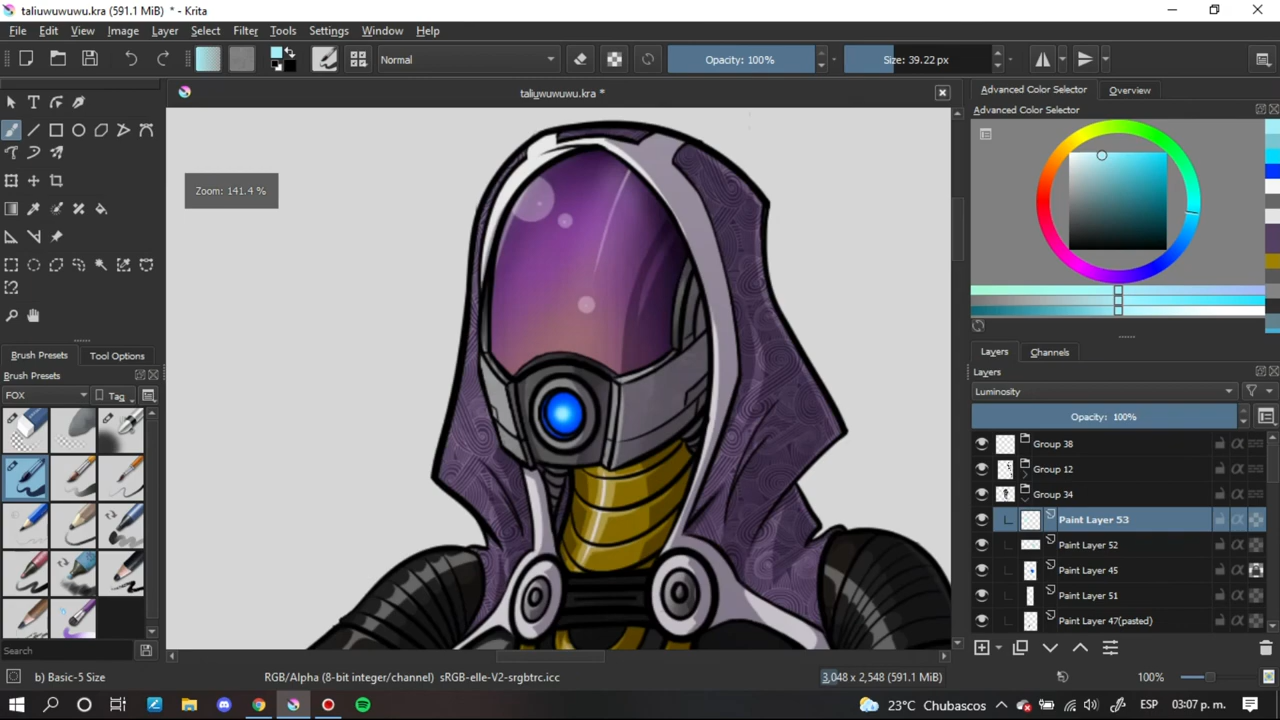 taliuwuwuwu.kra (591.1 MiB) * - Krita
File Edit View Image Layer Select Filter Tools Settings Window Help
Normal
Opacity: 100%
Size: 39.22 px
taliuwuwuwu.kra *
Zoom: 141.4 %
Advanced Color Selector
Overview
Advanced Color Selector
Brush Presets
Tool Options
Brush Presets
FOX
Tag
Search
Layers
Channels
Layers
Luminosity
Opacity: 100%
Group 38
Group 12
Group 34
Paint Layer 53
Paint Layer 52
Paint Layer 45
Paint Layer 51
Paint Layer 47(pasted)
b) Basic-5 Size
RGB/Alpha (8-bit integer/channel) sRGB-elle-V2-srgbtrc.icc
3,048 x 2,548 (591.1 MiB)
100%
23°C Chubascos
ESP
03:07 p. m.